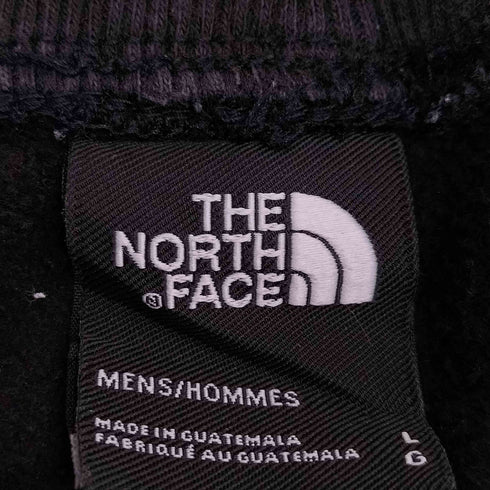 THE
NORTH
FACE
MENS/HOMMES
MADE IN GUATEMALA
FABRIQUÉ AU GUATEMALA
L
G